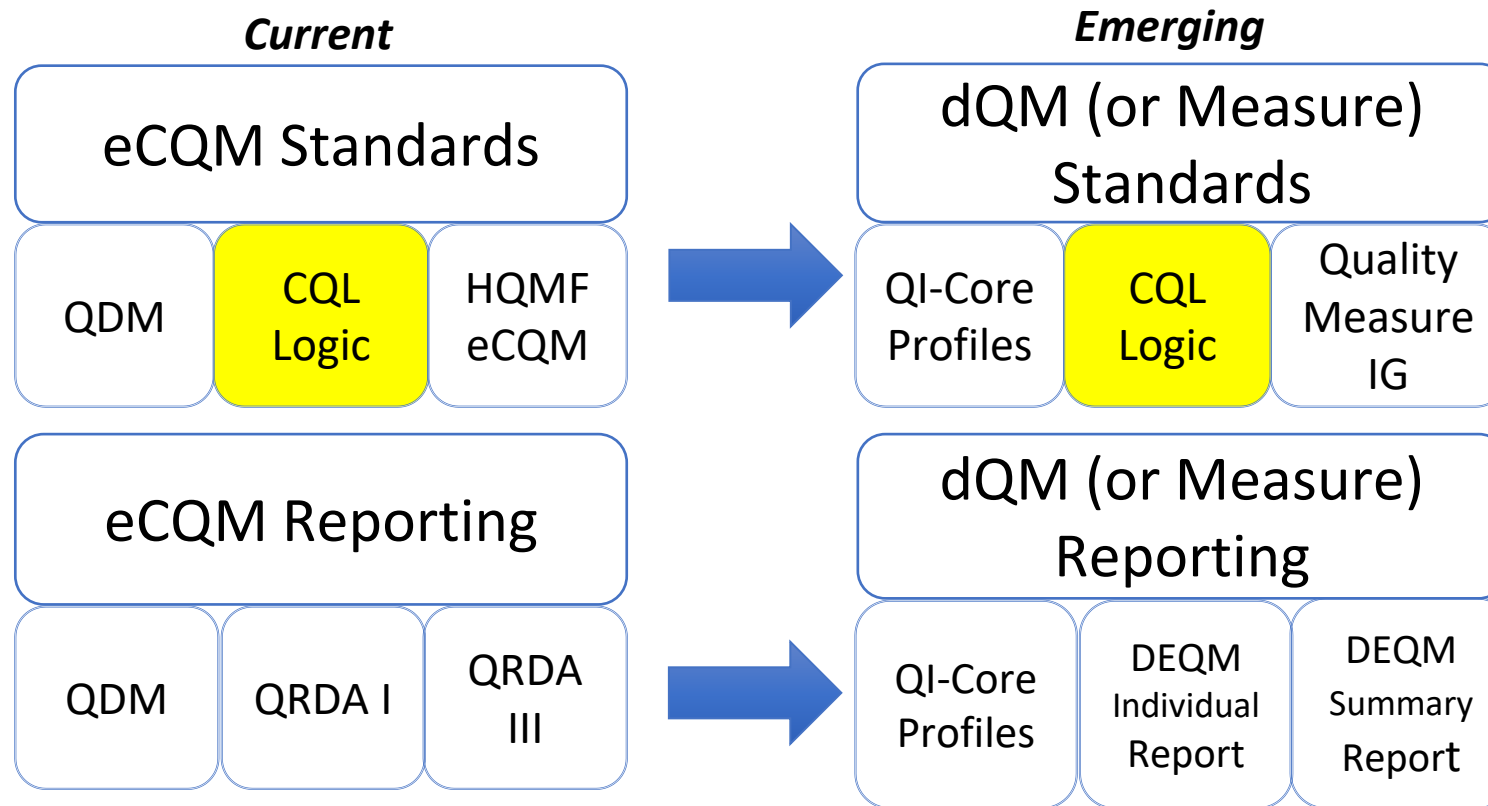 Current
eCQM Standards
QDM
CQL
Logic
HQMF
eCQM
eCQM Reporting
QDM
QRDA I
QRDA
III
Emerging
dQM (or Measure)
Standards
QI-Core
Profiles
CQL
Logic
Quality
Measure
IG
dQM (or Measure)
Reporting
QI-Core
Profiles
DEQM
Individual
Report
DEQM
Summary
Report